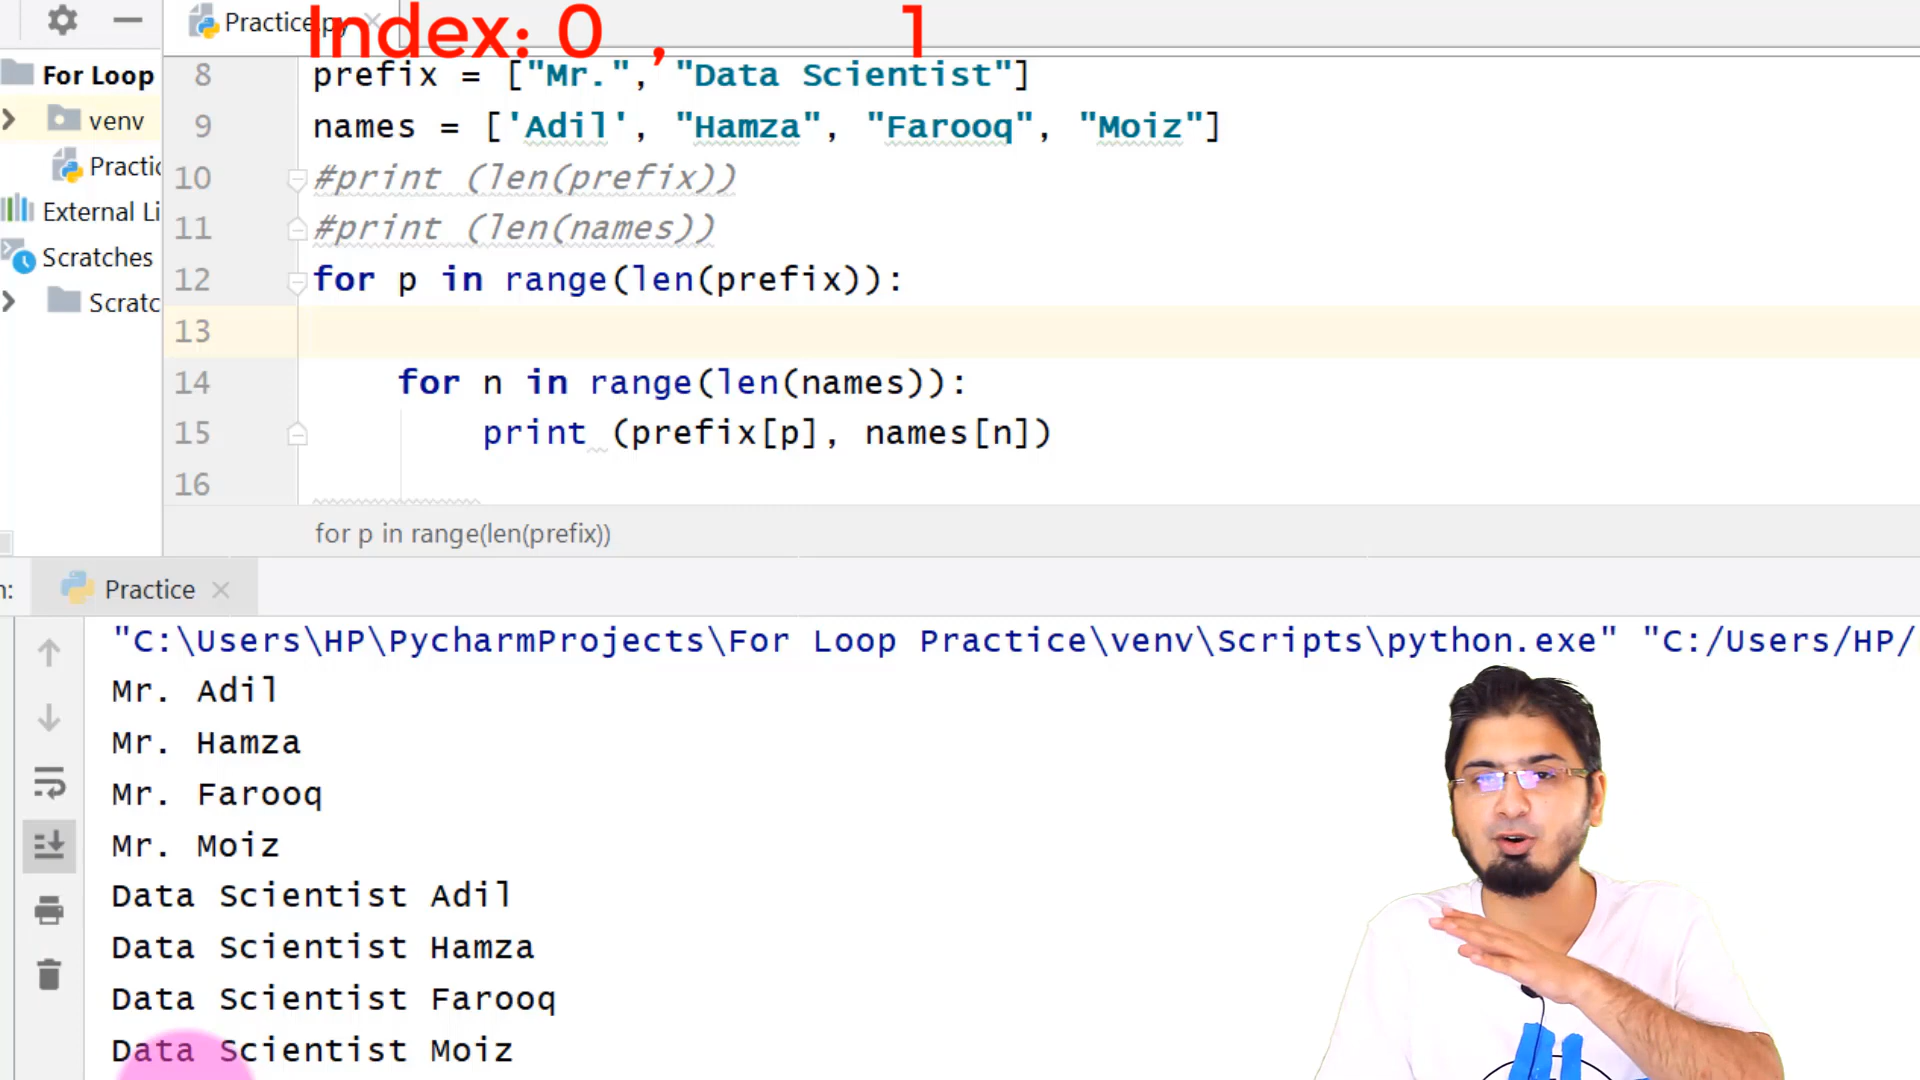 Practice.py
Index: 0 , 1
For Loop
8 prefix = ["Mr.", "Data Scientist"]
venv
9 names = ['Adil', "Hamza", "Farooq", "Moiz"]
Practic
10 #print (len(prefix))
External Li
11 #print (len(names))
Scratches
12 for p in range(len(prefix)):
Scratc
13
14 for n in range(len(names)):
15 print (prefix[p], names[n])
16
for p in range(len(prefix))
n: Practice
"C:\Users\HP\PycharmProjects\For Loop Practice\venv\Scripts\python.exe" "C:/Users/HP/
Mr. Adil
Mr. Hamza
Mr. Farooq
Mr. Moiz
Data Scientist Adil
Data Scientist Hamza
Data Scientist Farooq
Data Scientist Moiz